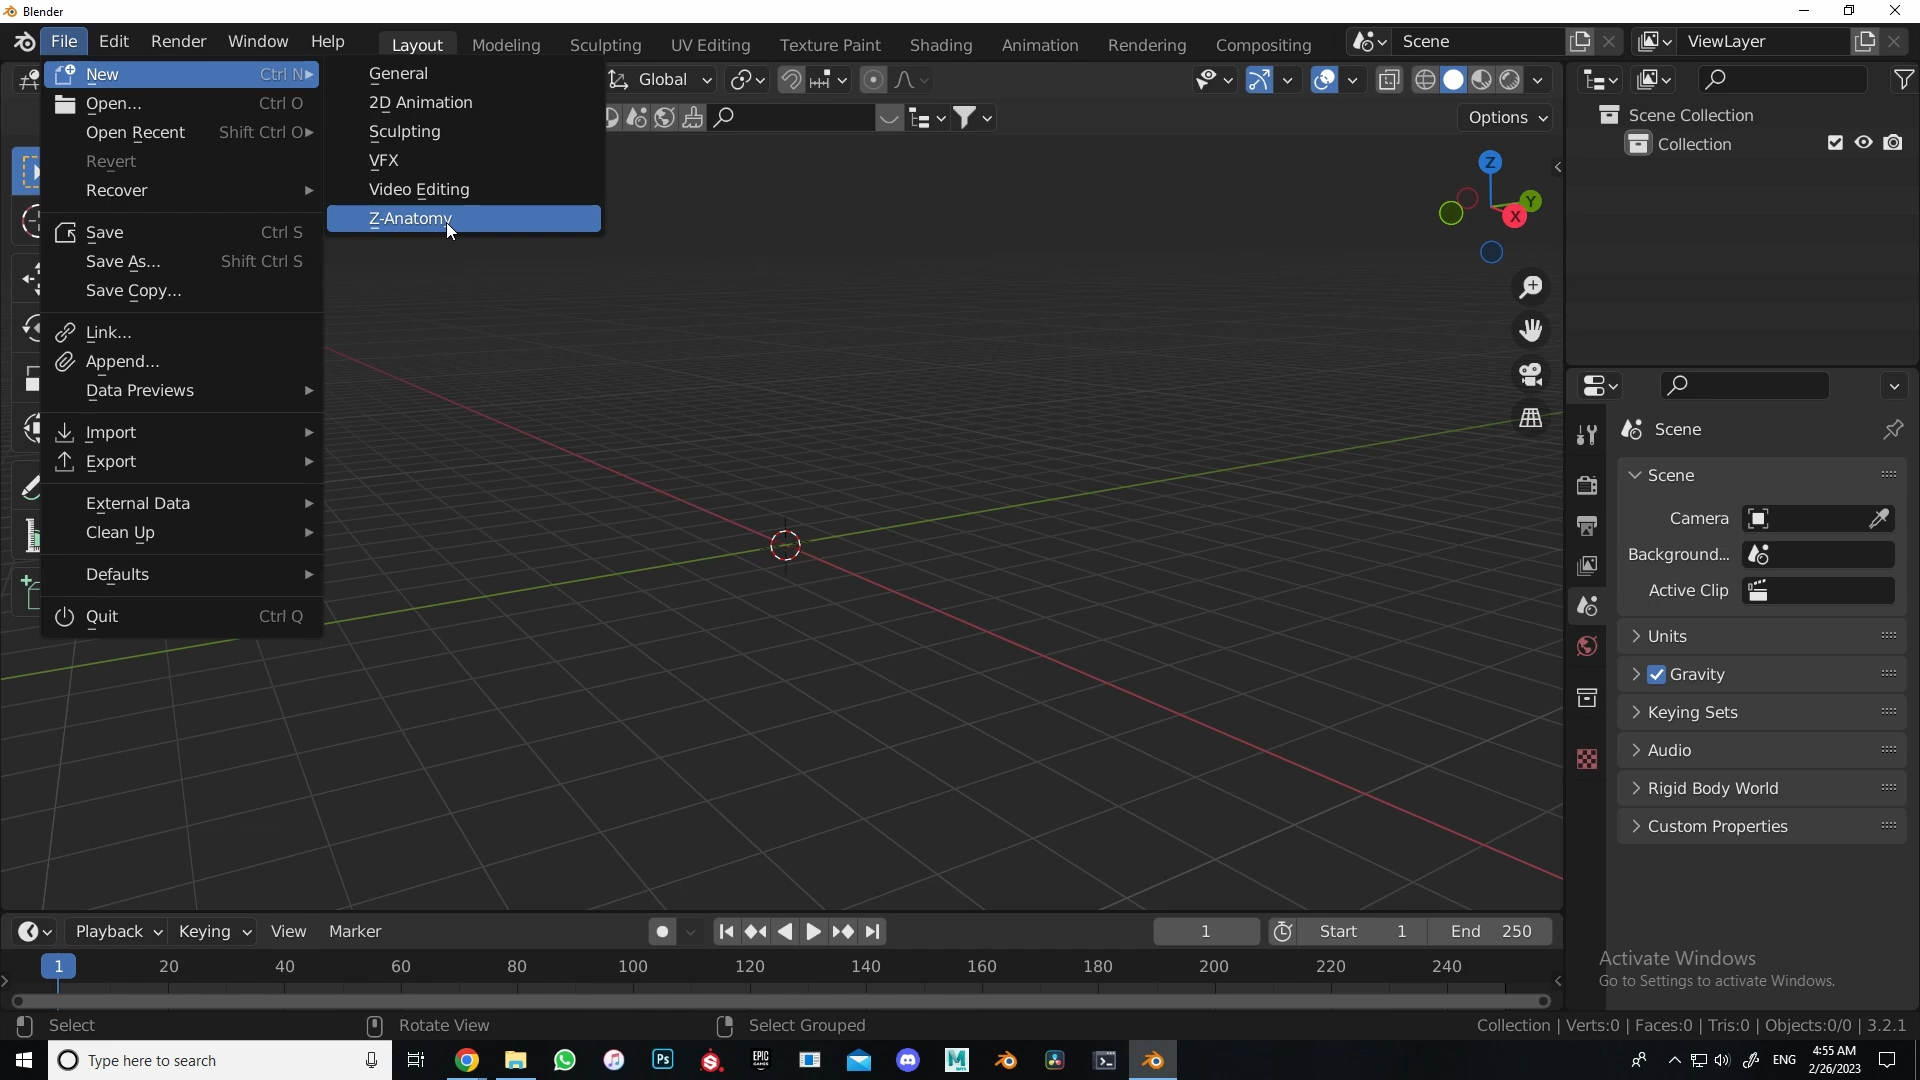 Blender
File Edit Render Window Help Layout Modeling Sculpting UV Editing Texture Paint Shading Animation Rendering Compositing Scene ViewLayer
New Ctrl N
Open... Ctrl O
Open Recent Shift Ctrl O
Revert
Recover
Save Ctrl S
Save As... Shift Ctrl S
Save Copy...
Link...
Append...
Data Previews
Import
Export
External Data
Clean Up
Defaults
Quit Ctrl Q
General
2D Animation
Sculpting
VFX
Video Editing
Z-Anatomy
Global
Options
Z
Y
X
Scene Collection
Collection
Scene
Scene
Camera
Background...
Active Clip
Units
Gravity
Keying Sets
Audio
Rigid Body World
Custom Properties
Playback Keying View Marker 1 Start 1 End 250
1 20 40 60 80 100 120 140 160 180 200 220 240
Activate Windows
Go to Settings to activate Windows.
Select Rotate View Select Grouped Collection | Verts:0 | Faces:0 | Tris:0 | Objects:0/0 | 3.2.1
Type here to search Ps EPIC GAMES M ENG 4:55 AM
2/26/2023